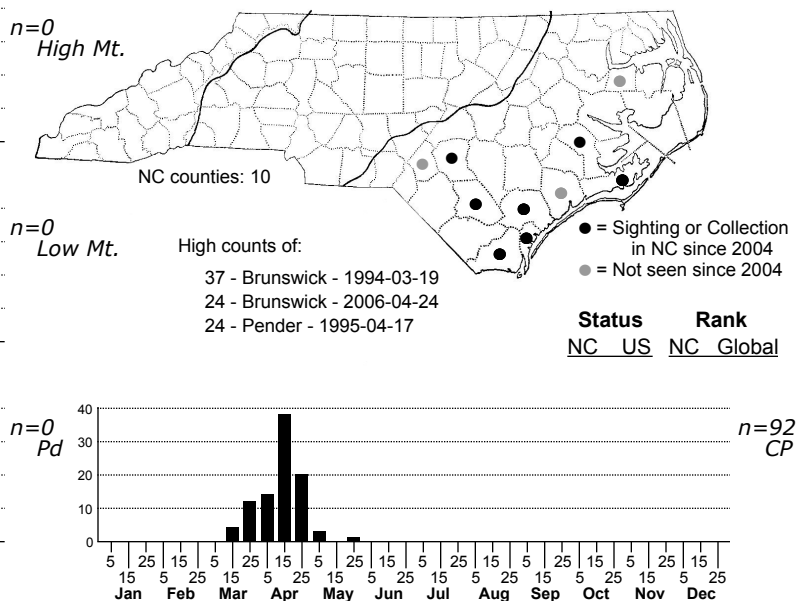 n=0
High Mt.
NC counties: 10
n=0
Low Mt.
High counts of:
37 - Brunswick - 1994-03-19
24 - Brunswick - 2006-04-24
24 - Pender - 1995-04-17
= Sighting or Collection
in NC since 2004
= Not seen since 2004
Status Rank
NC US NC Global
n=0
Pd
n=92
CP
40
30
20
10
0
5 25 15 5 25 15 5 25 15 5 25 15 5 25 15 5 25 15
15 5 25 15 5 25 15 5 25 15 5 25 15 5 25 15 5 25
Jan Feb Mar Apr May Jun Jul Aug Sep Oct Nov Dec